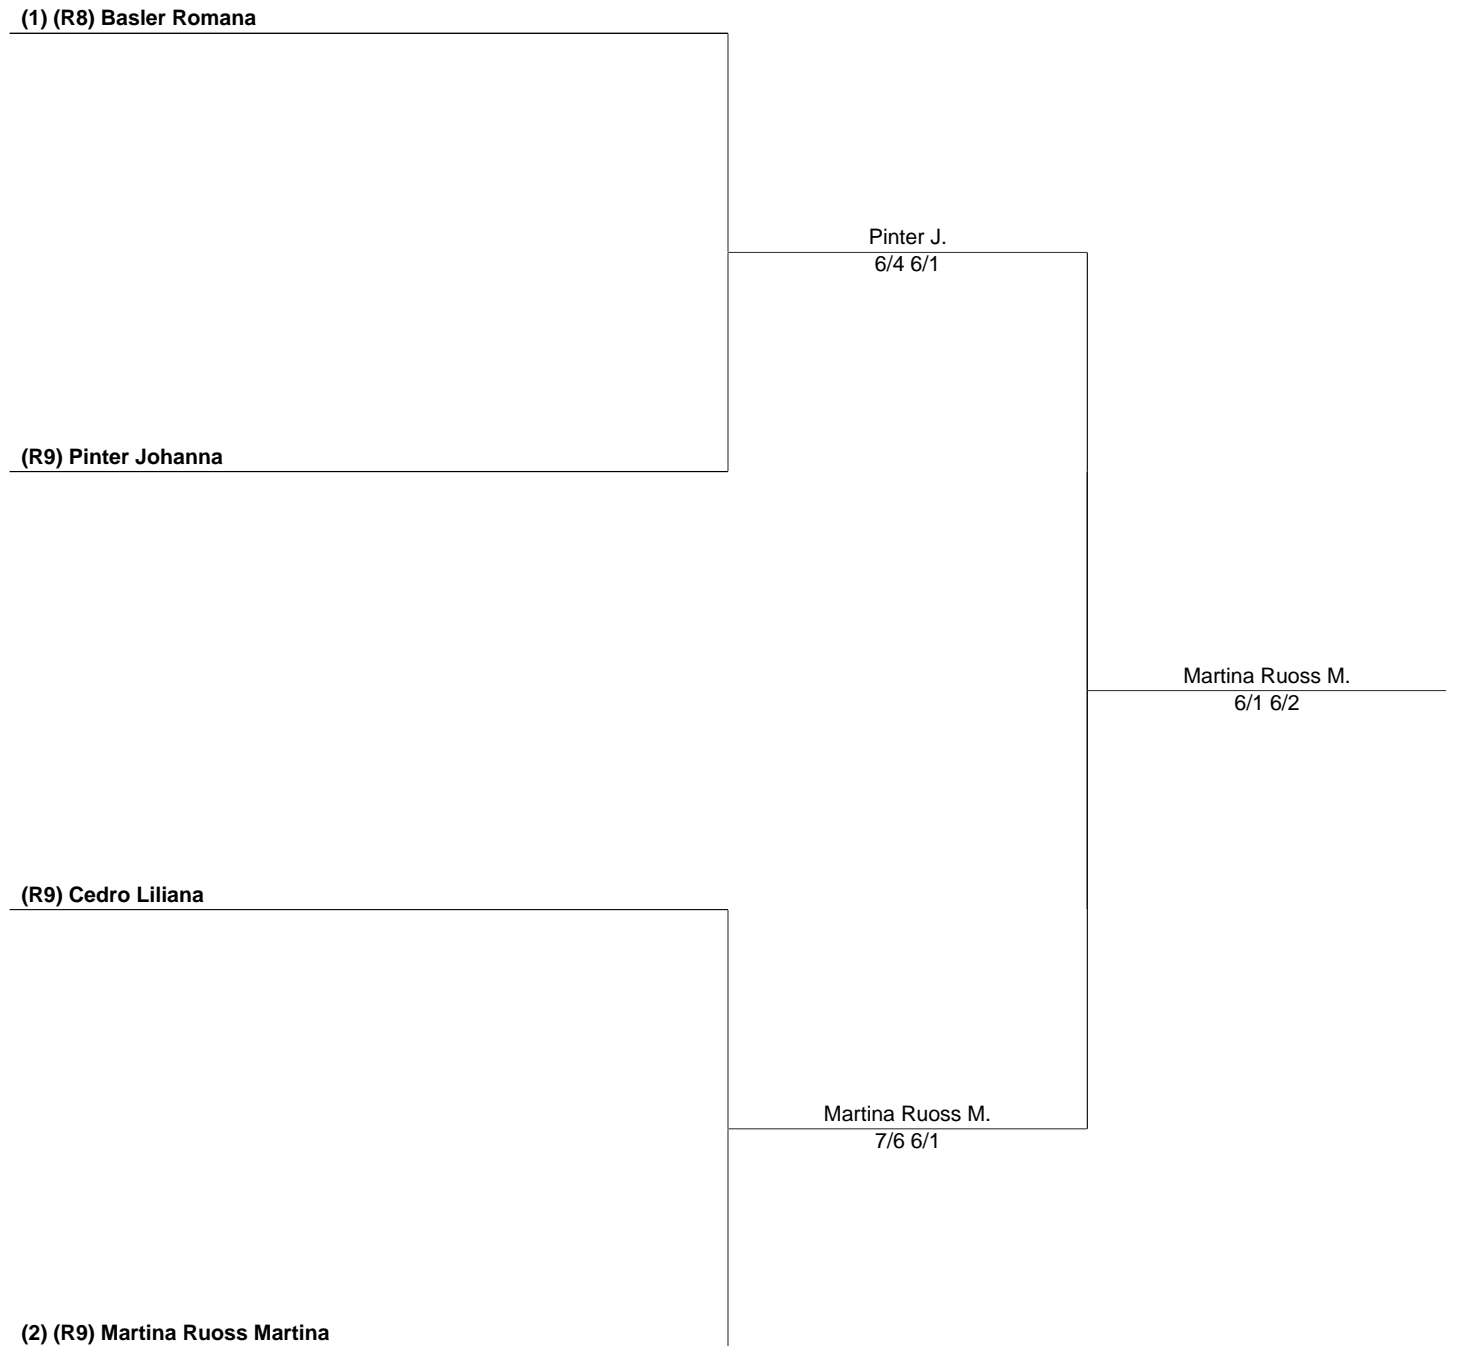 (1) (R8) Basler Romana
Pinter J.
6/4 6/1
(R9) Pinter Johanna
Martina Ruoss M.
6/1 6/2
(R9) Cedro Liliana
Martina Ruoss M.
7/6 6/1
(2) (R9) Martina Ruoss Martina